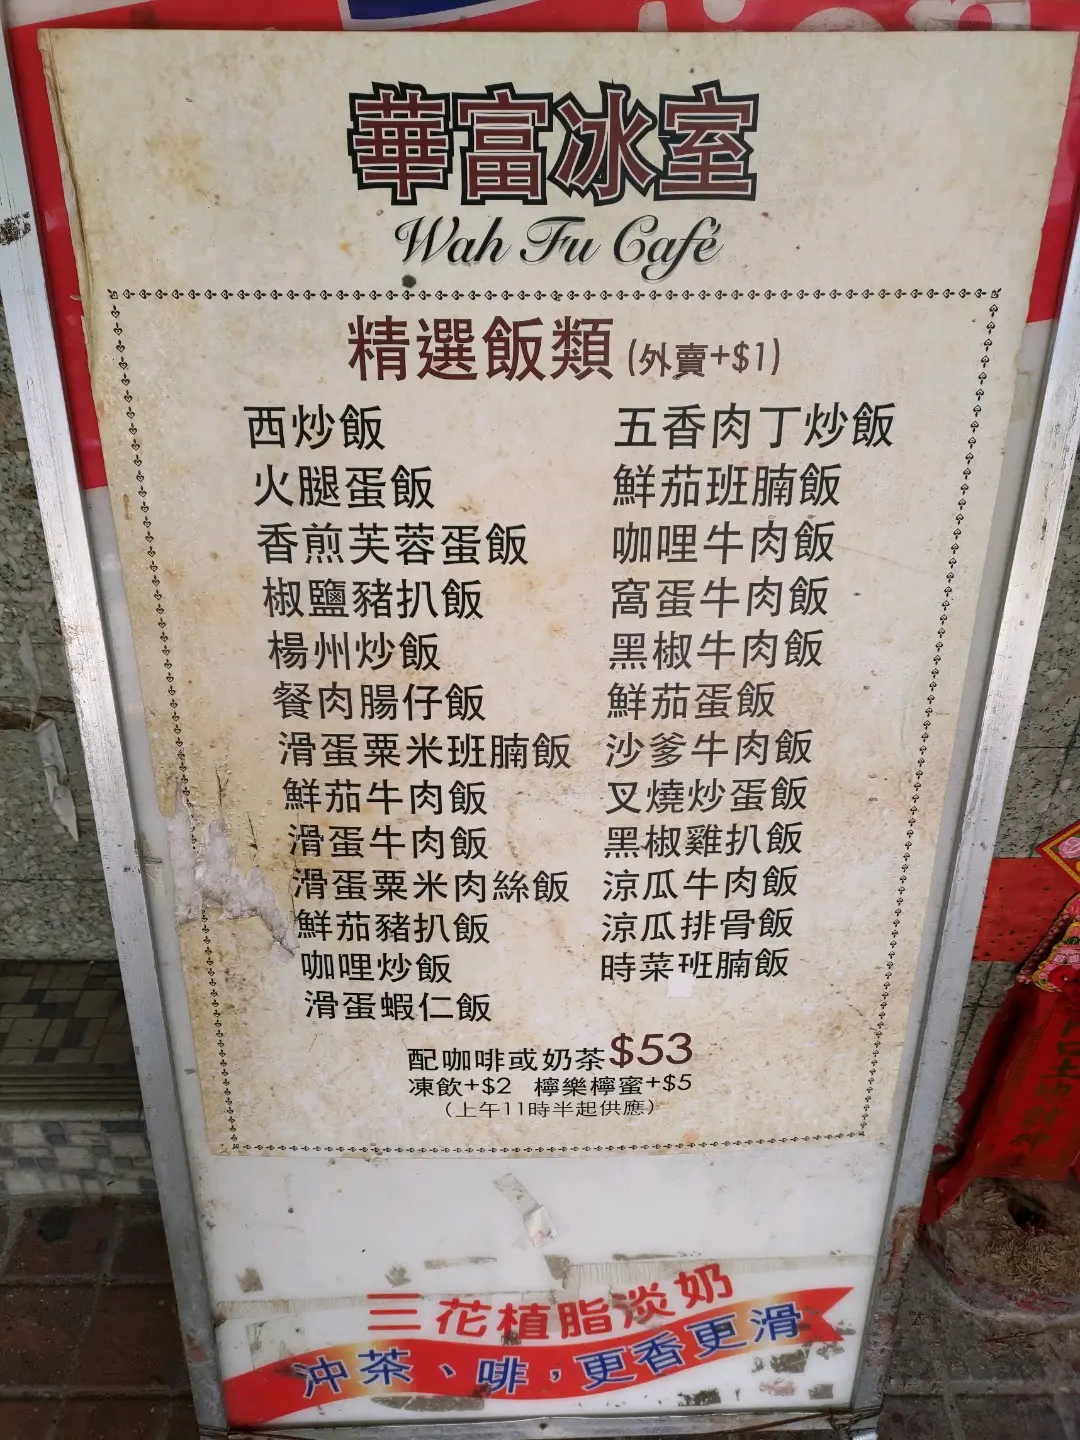 華富冰室
Wah Fu Café
精選飯類 (外賣+$1)
西炒飯
火腿蛋飯
香煎芙蓉蛋飯
椒鹽豬扒飯
楊州炒飯
餐肉腸仔飯
滑蛋粟米班腩飯
鮮茄牛肉飯
滑蛋牛肉飯
滑蛋粟米肉絲飯
鮮茄豬扒飯
咖哩炒飯
滑蛋蝦仁飯
五香肉丁炒飯
鮮茄班腩飯
咖哩牛肉飯
窩蛋牛肉飯
黑椒牛肉飯
鮮茄蛋飯
沙爹牛肉飯
叉燒炒蛋飯
黑椒雞扒飯
涼瓜牛肉飯
涼瓜排骨飯
時菜班腩飯
配咖啡或奶茶$53
凍飲+$2 檸樂檸蜜+$5
(上午11時半起供應)
三花植脂淡奶
沖茶、啡，更香更滑